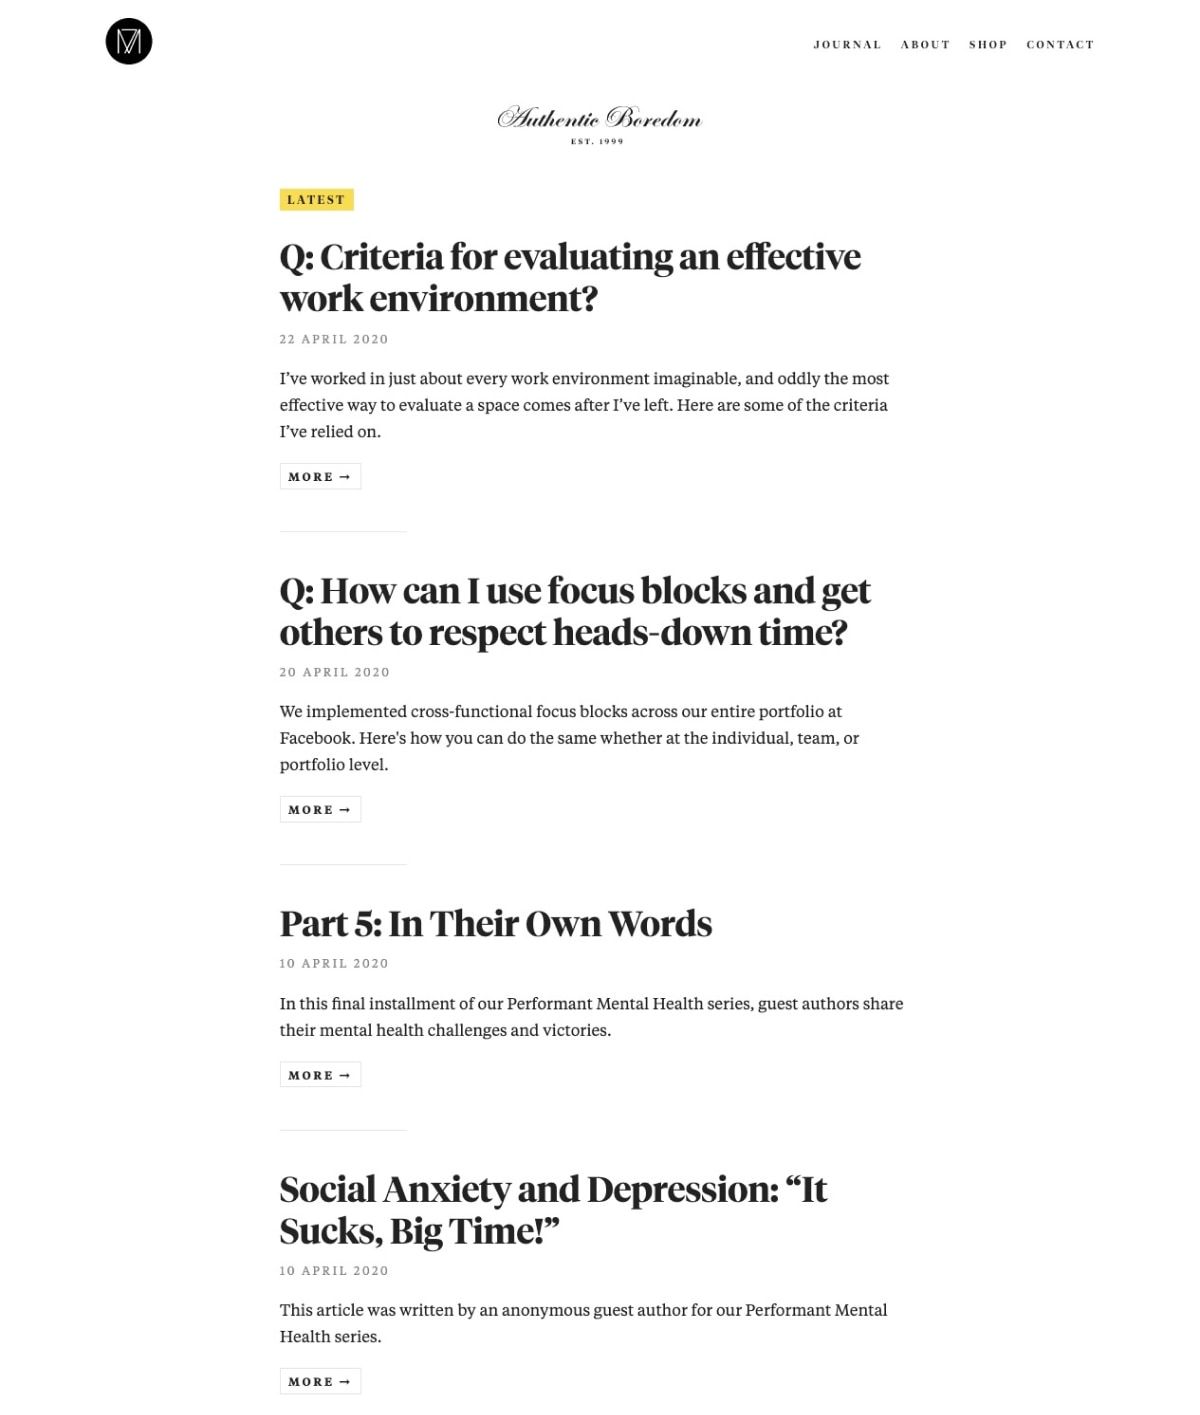 JOURNAL ABOUT SHOP CONTACT
Authentic Boredom
EST. 1999
LATEST
Q: Criteria for evaluating an effective
work environment?
22 APRIL 2020
I’ve worked in just about every work environment imaginable, and oddly the most
effective way to evaluate a space comes after I’ve left. Here are some of the criteria
I’ve relied on.
MORE →
Q: How can I use focus blocks and get
others to respect heads-down time?
20 APRIL 2020
We implemented cross-functional focus blocks across our entire portfolio at
Facebook. Here's how you can do the same whether at the individual, team, or
portfolio level.
MORE →
Part 5: In Their Own Words
10 APRIL 2020
In this final installment of our Performant Mental Health series, guest authors share
their mental health challenges and victories.
MORE →
Social Anxiety and Depression: “It
Sucks, Big Time!”
10 APRIL 2020
This article was written by an anonymous guest author for our Performant Mental
Health series.
MORE →